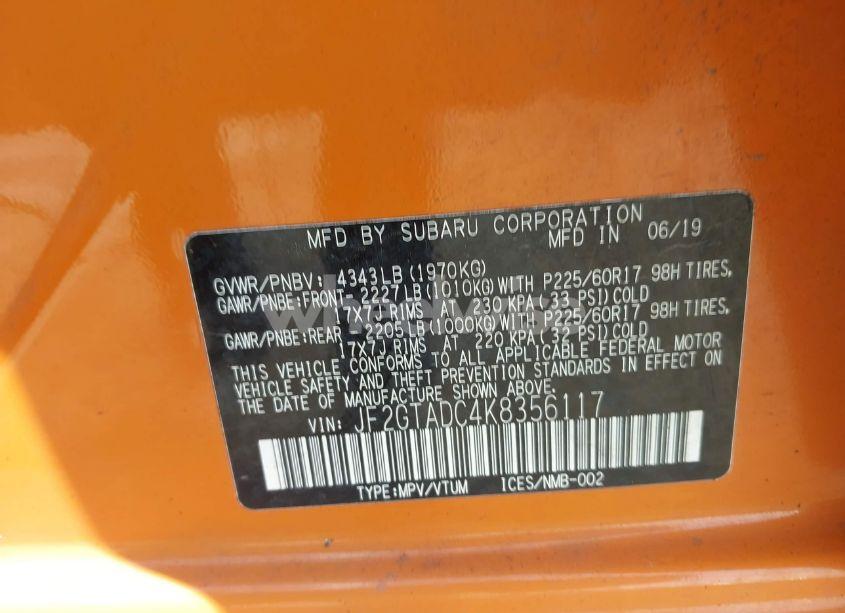 MFD BY SUBARU CORPORATION
MFD IN 06/19
GVWR/PNBV: 4343LB (1970KG)
GAWR/PNBE:FRONT- 2227LB (1010KG) WITH P225/60R17 98H TIRES,
17X7J RIMS AT 230 KPA (33 PSI) COLD
GAWR/PNBE:REAR - 2205LB (1000KG) WITH P225/60R17 98H TIRES,
17X7J RIMS AT 220 KPA (32 PSI) COLD
THIS VEHICLE CONFORMS TO ALL APPLICABLE FEDERAL MOTOR
VEHICLE SAFETY AND THEFT PREVENTION STANDARDS IN EFFECT ON
THE DATE OF MANUFACTURE SHOWN ABOVE.
VIN: JF2GTADC4K8356117
TYPE:MPV/VTUM ICES/NMB-002